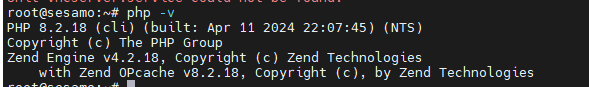 root@sesamo:~# php -v
PHP 8.2.18 (cli) (built: Apr 11 2024 22:07:45) (NTS)
Copyright (c) The PHP Group
Zend Engine v4.2.18, Copyright (c) Zend Technologies
    with Zend OPcache v8.2.18, Copyright (c), by Zend Technologies
root@sesamo:~#